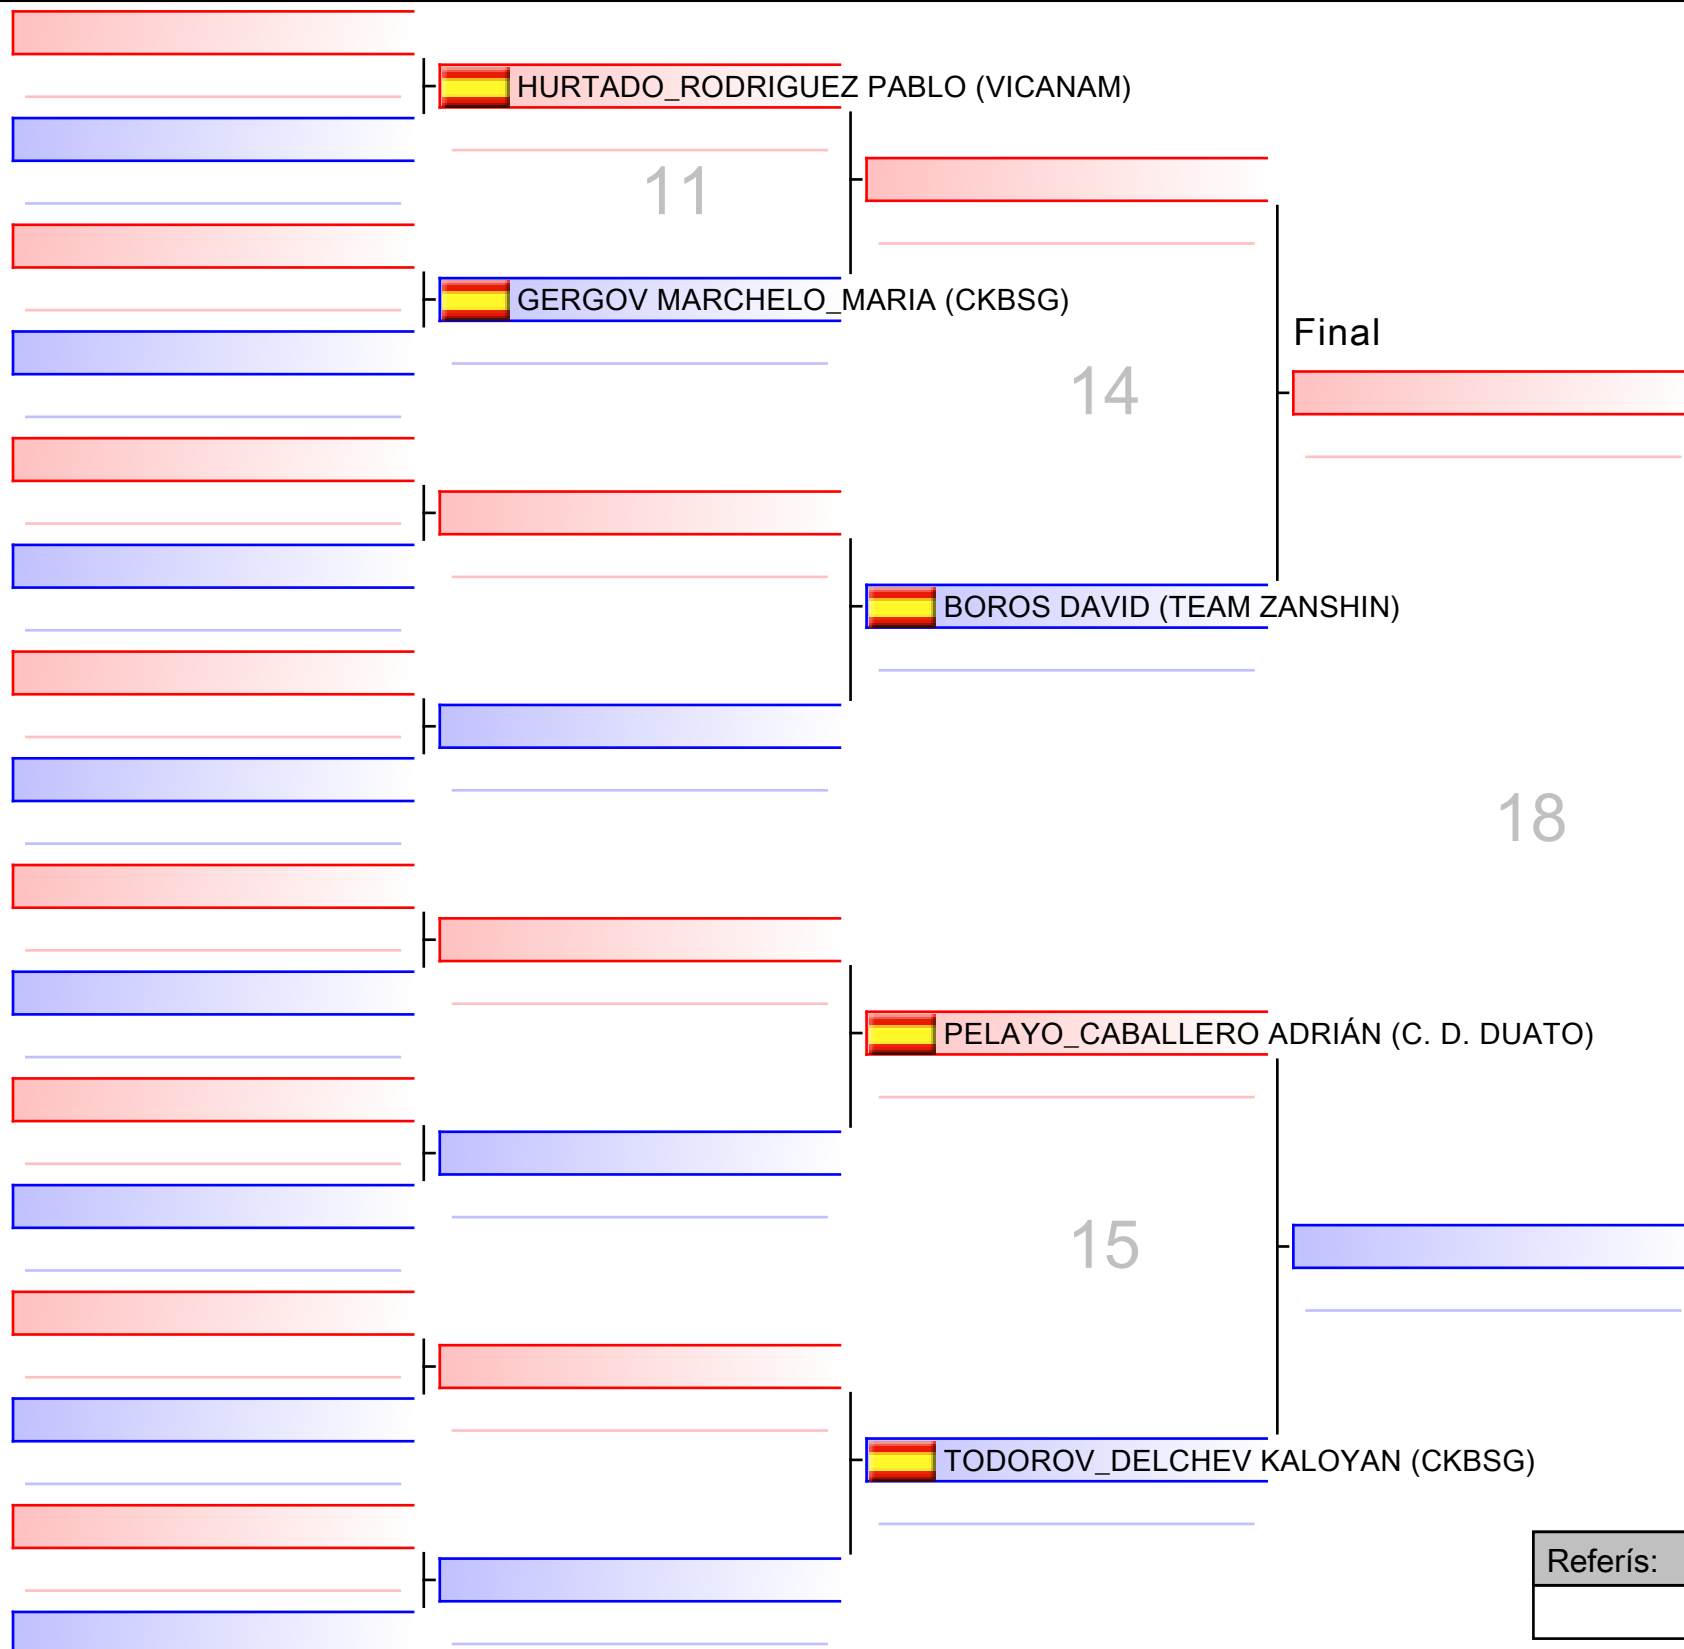 HURTADO_RODRIGUEZ PABLO (VICANAM)
11
GERGOV MARCHELO_MARIA (CKBSG)
Final
14
BOROS DAVID (TEAM ZANSHIN)
18
PELAYO_CABALLERO ADRIÁN (C. D. DUATO)
15
TODOROV_DELCHEV KALOYAN (CKBSG)
Referís: